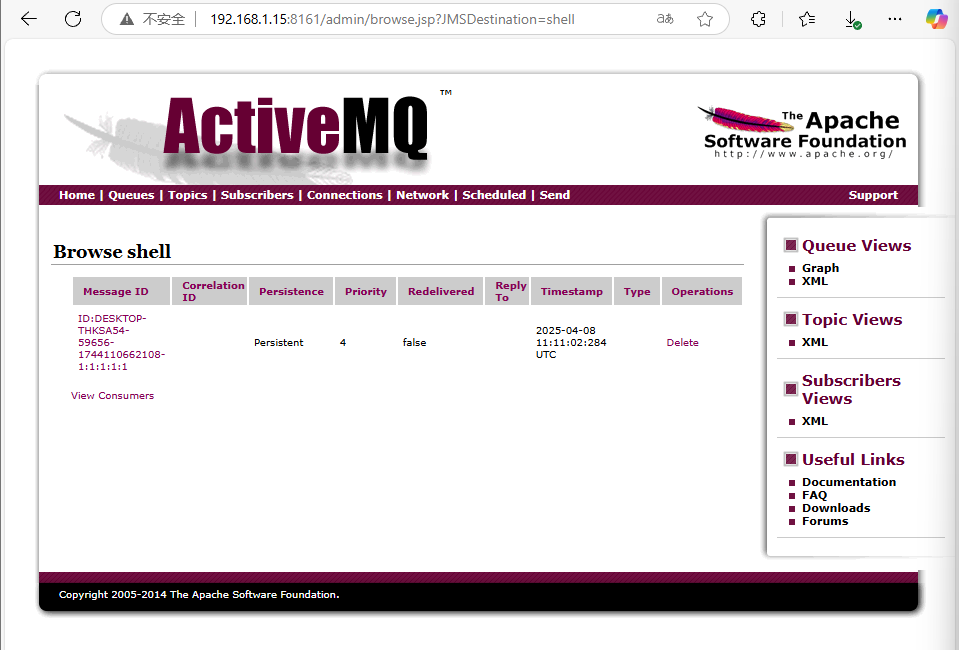 不安全 192.168.1.15:8161/admin/browse.jsp?JMSDestination=shell aあ
ActiveMQ ™
The Apache
Software Foundation
http://www.apache.org/
Home | Queues | Topics | Subscribers | Connections | Network | Scheduled | Send Support
Browse shell
Message ID Correlation ID Persistence Priority Redelivered Reply To Timestamp Type Operations
ID:DESKTOP-
THKSA54-
59656-
1744110662108-
1:1:1:1:1
Persistent 4 false
2025-04-08
11:11:02:284
UTC
Delete
View Consumers
Queue Views
Graph
XML
Topic Views
XML
Subscribers
Views
XML
Useful Links
Documentation
FAQ
Downloads
Forums
Copyright 2005-2014 The Apache Software Foundation.